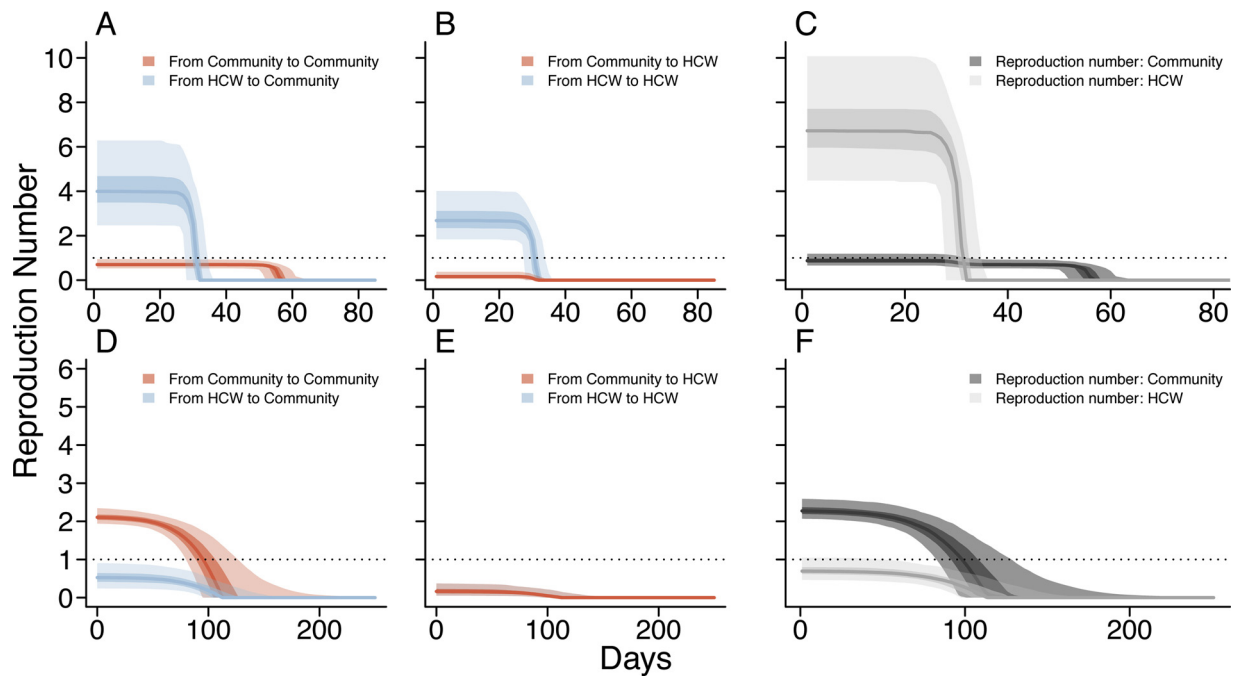 A
B
C
Reproduction Number
10
8
6
4
2
0
From Community to Community
From HCW to Community
From Community to HCW
From HCW to HCW
Reproduction number: Community
Reproduction number: HCW
0 20 40 60 80
0 20 40 60 80
0 20 40 60 80
D
E
F
6
5
4
3
2
1
0
From Community to Community
From HCW to Community
From Community to HCW
From HCW to HCW
Reproduction number: Community
Reproduction number: HCW
0 100 200
0 100 200
0 100 200
Days